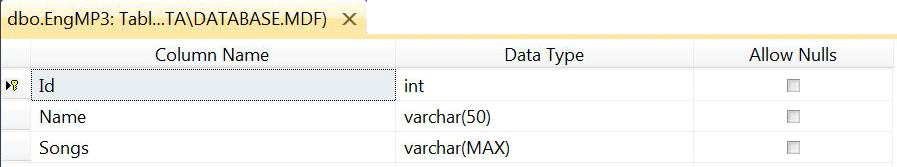 dbo.EngMP3: Tabl...TA\DATABASE.MDF)
Column Name Data Type Allow Nulls
Id int
Name varchar(50)
Songs varchar(MAX)